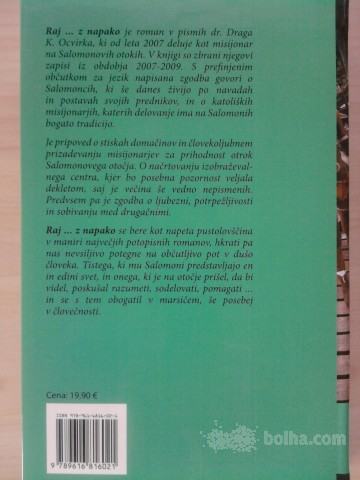 Raj ... z napako je roman v pismih dr. Draga
K. Ocvirka, ki od leta 2007 deluje kot misijonar
na Salomonovih otokih. V knjigi so zbrani njegovi
zapisi iz obdobja 2007-2009. S prefinjenim
občutkom za jezik napisana zgodba govori o
Salomoncih, ki še danes živijo po navadah
in postavah svojih prednikov, in o katoliških
misijonarjih, katerih delovanje ima na Salomonih
bogato tradicijo.
Je pripoved o stiskah domačinov in človekoljubnem
prizadevanju misijonarjev za prihodnost otrok
Salomonovega otočja. O načrtovanju izobraževal-
nega centra, kjer bo posebna pozornost veljala
dekletom, saj je večina še vedno nepismenih.
Predvsem pa je zgodba o ljubezni, potrpežljivosti
in sobivanju med drugačnimi.
Raj ... z napako se bere kot napeta pustolovščina
v maniri največjih potopisnih romanov, hkrati pa
nas nevsiljivo potegne na občutljivo pot v dušo
človeka. Tistega, ki mu Salomoni predstavljajo en
in edini svet, in onega, ki je na otočje prišel, da bi
videl, poskušal razumeti, sodelovati, pomagati ...
in se s tem obogatil v marsičem, še posebej
v človečnosti.
Cena: 19,90 €
ISBN 978-961-6816-02-1
9 789616 816021
bolha.com